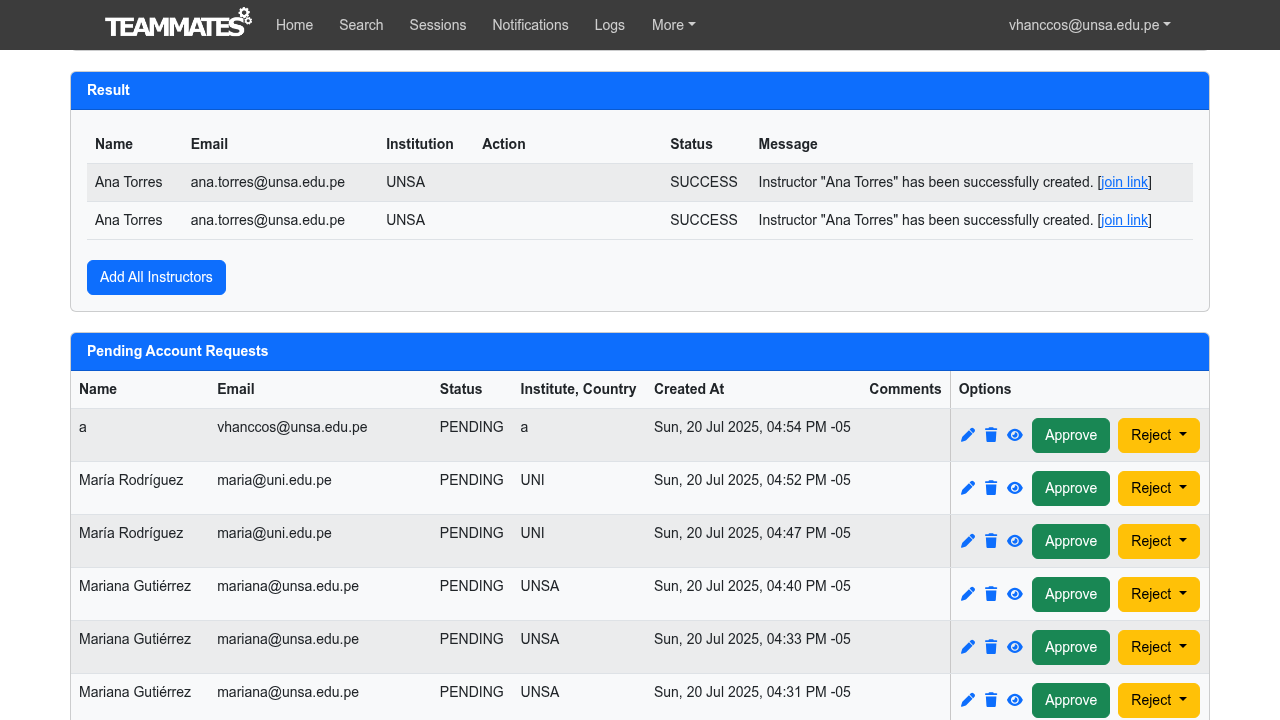 TEAMMATES Home Search Sessions Notifications Logs More vhanccos@unsa.edu.pe
Result
Name Email Institution Action Status Message
Ana Torres ana.torres@unsa.edu.pe UNSA SUCCESS Instructor "Ana Torres" has been successfully created. [join link]
Ana Torres ana.torres@unsa.edu.pe UNSA SUCCESS Instructor "Ana Torres" has been successfully created. [join link]
Add All Instructors
Pending Account Requests
Name Email Status Institute, Country Created At Comments Options
a vhanccos@unsa.edu.pe PENDING a Sun, 20 Jul 2025, 04:54 PM -05 Approve Reject
María Rodríguez maria@uni.edu.pe PENDING UNI Sun, 20 Jul 2025, 04:52 PM -05 Approve Reject
María Rodríguez maria@uni.edu.pe PENDING UNI Sun, 20 Jul 2025, 04:47 PM -05 Approve Reject
Mariana Gutiérrez mariana@unsa.edu.pe PENDING UNSA Sun, 20 Jul 2025, 04:40 PM -05 Approve Reject
Mariana Gutiérrez mariana@unsa.edu.pe PENDING UNSA Sun, 20 Jul 2025, 04:33 PM -05 Approve Reject
Mariana Gutiérrez mariana@unsa.edu.pe PENDING UNSA Sun, 20 Jul 2025, 04:31 PM -05 Approve Reject